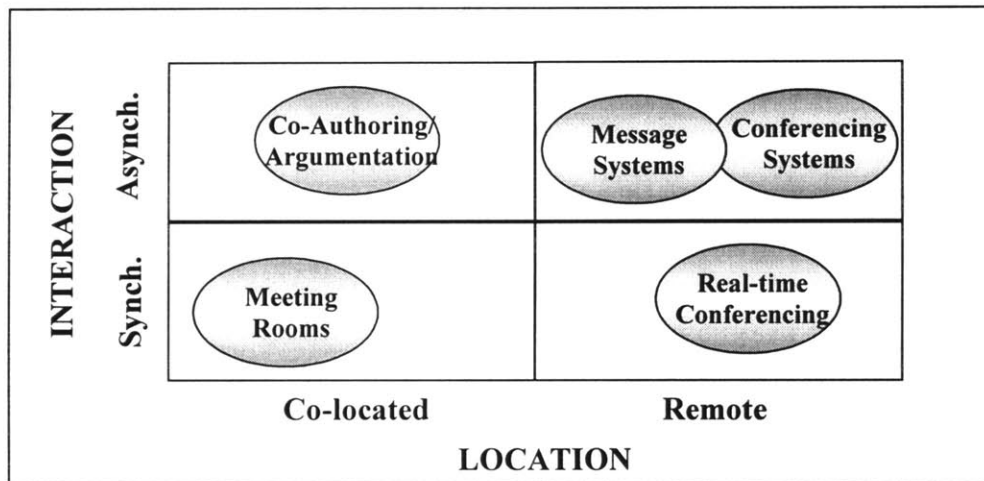 INTERACTION
Asynch.
Synch.
Co-Authoring/
Argumentation
Message
Systems
Conferencing
Systems
Meeting
Rooms
Real-time
Conferencing
Co-located
Remote
LOCATION